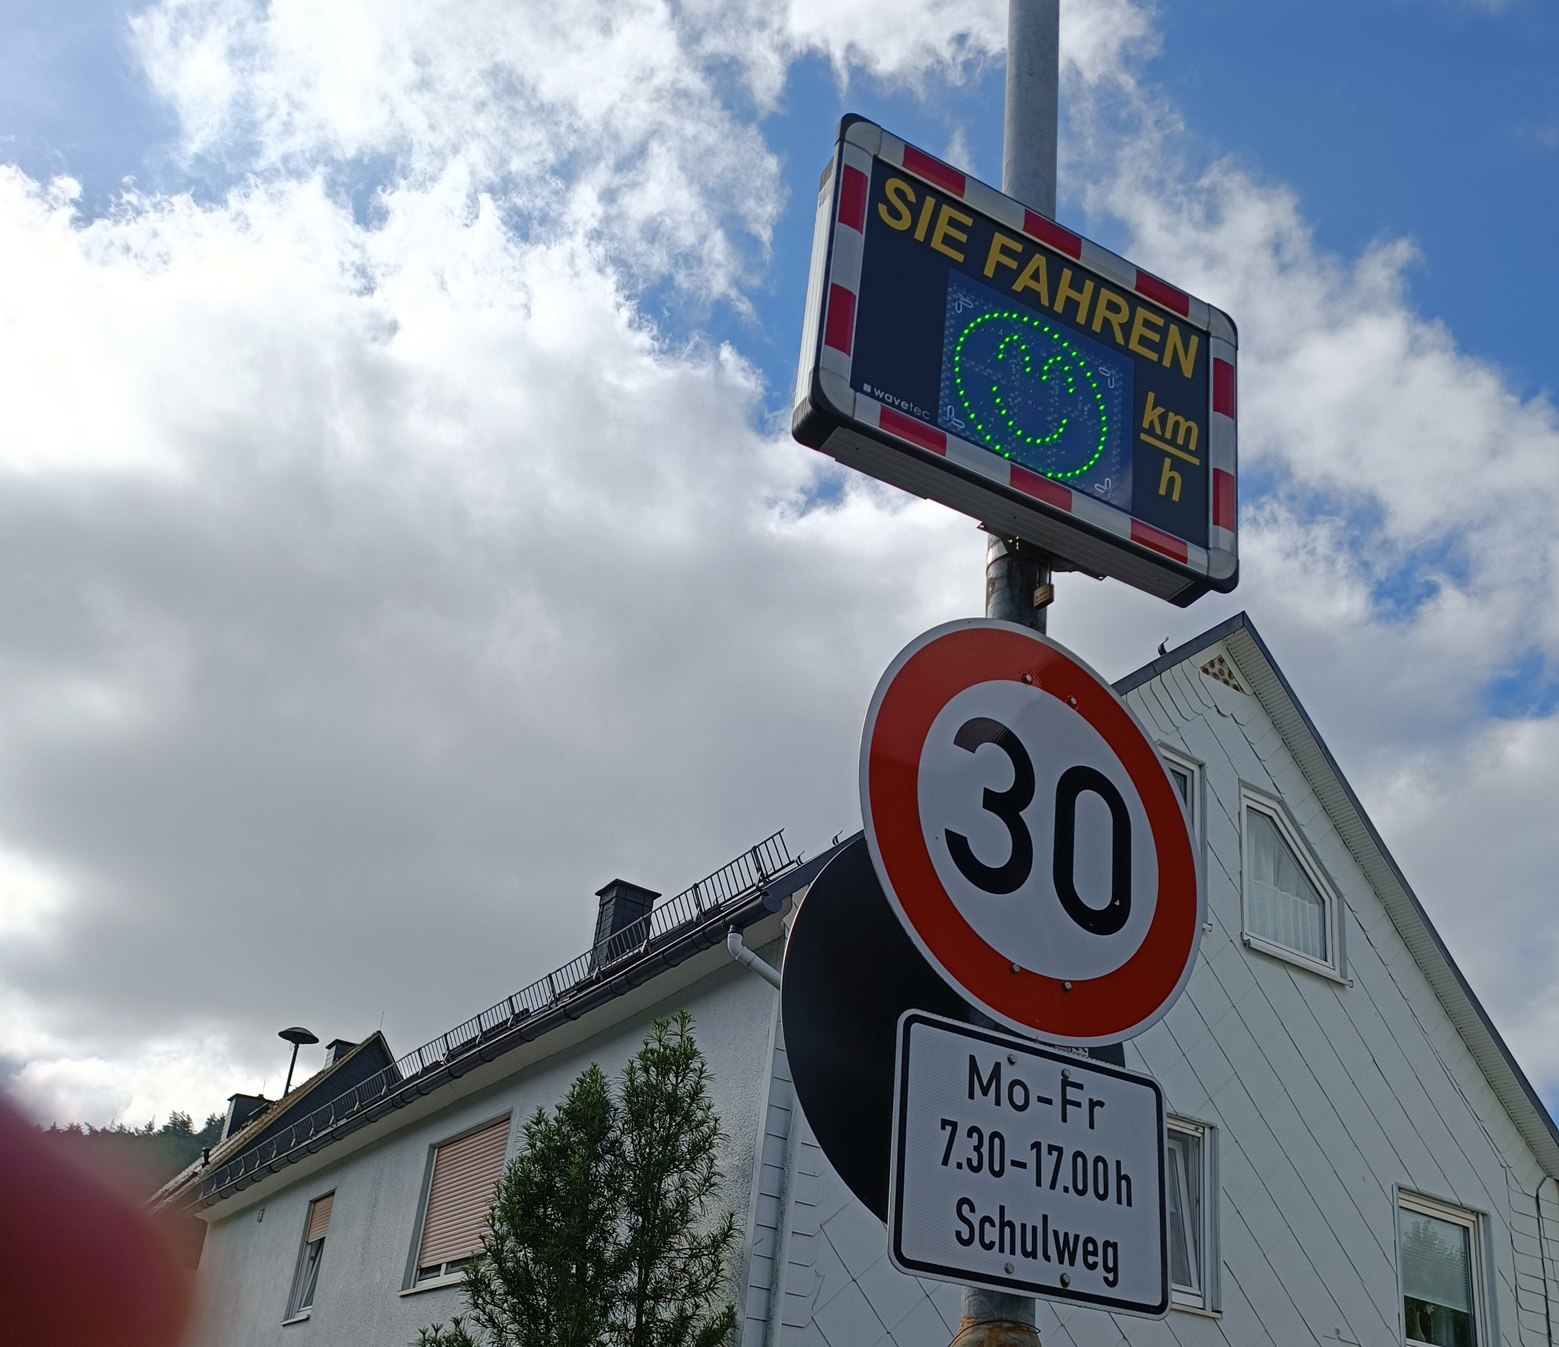 SIE FAHREN
km
h
wavetec
30
Mo-Fr
7.30-17.00h
Schulweg